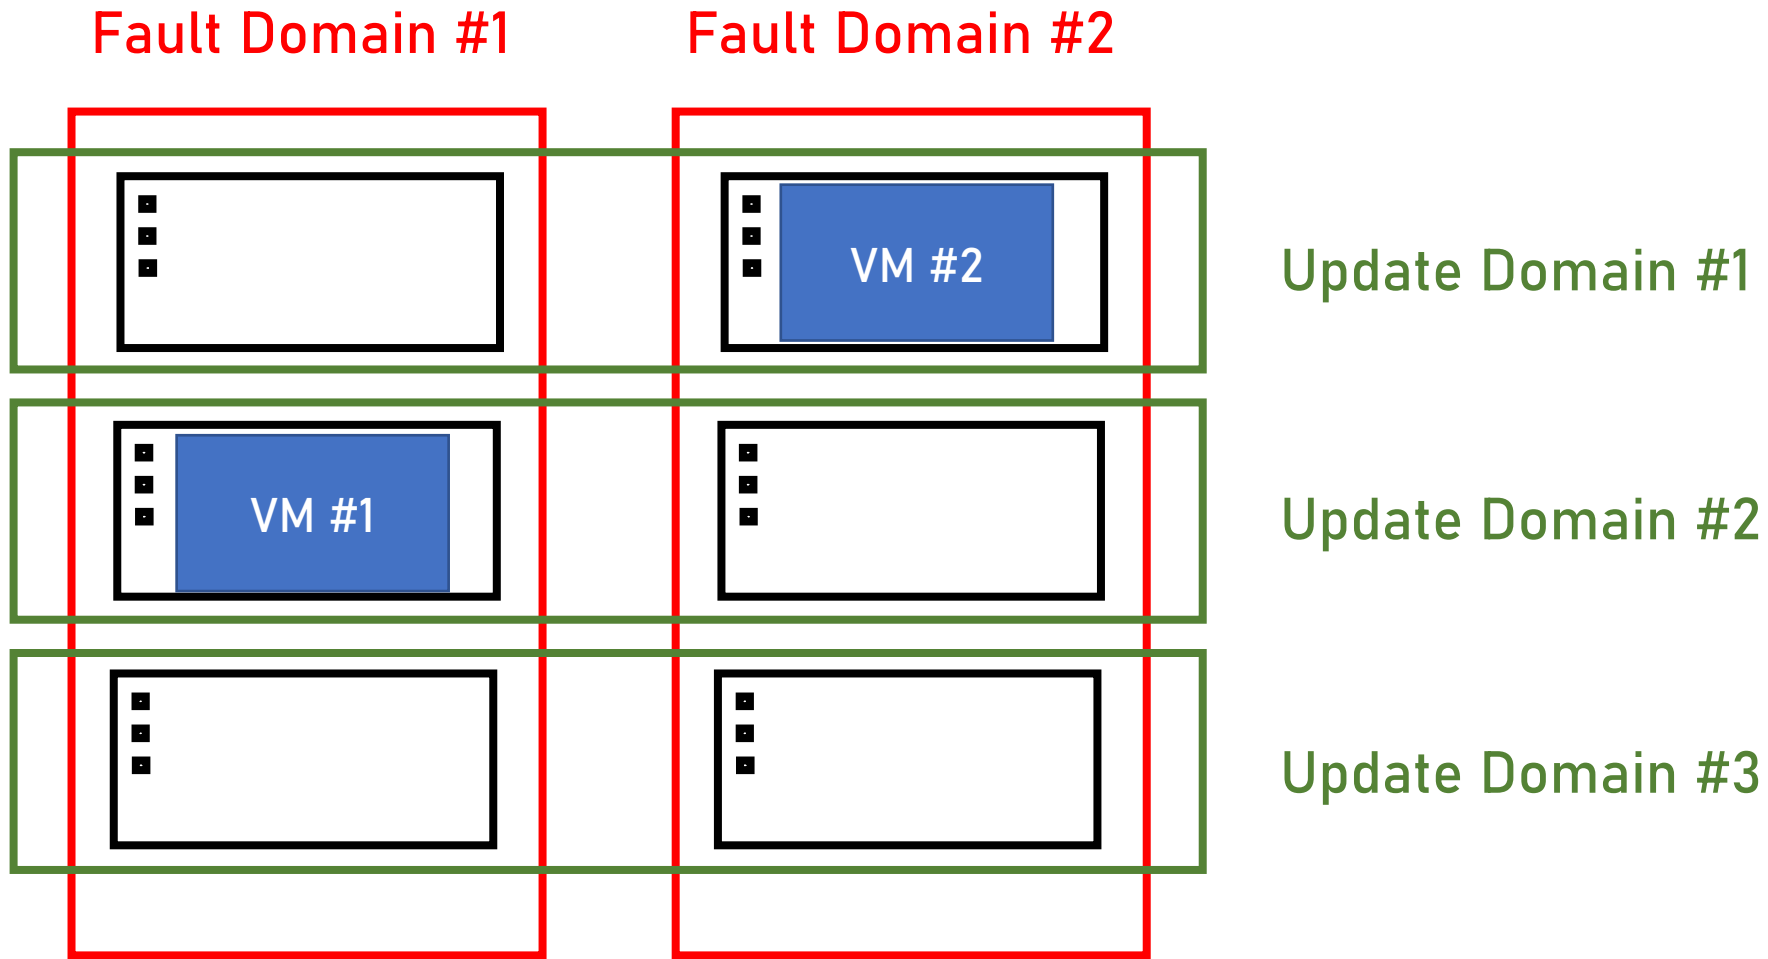 Fault Domain #1
Fault Domain #2
VM #2
Update Domain #1
VM #1
Update Domain #2
Update Domain #3